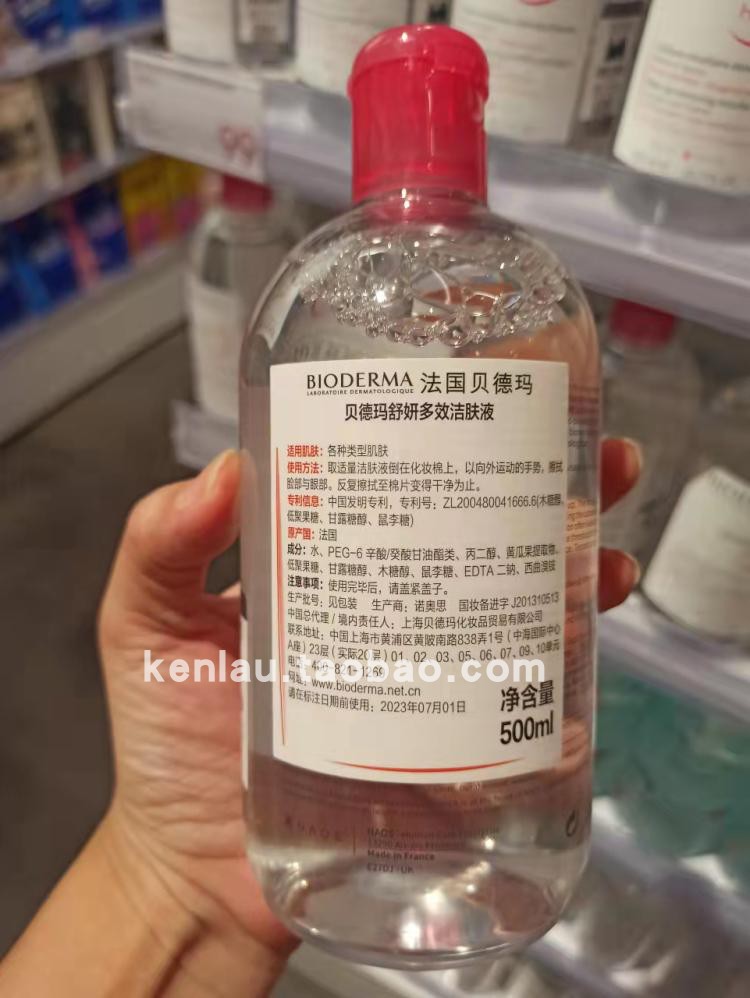 99
BIODERMA 法国贝德玛
LABORATOIRE DERMATOLOGIQUE
贝德玛舒妍多效洁肤液
适用肌肤：各种类型肌肤
使用方法：取适量洁肤液倒在化妆棉上，以向外运动的手势，擦拭
脸部与眼部。反复擦拭至棉片变得干净为止。
专利信息：中国发明专利，专利号：ZL200480041666.6(木糖醇、
低聚果糖、甘露糖醇、鼠李糖)
原产国：法国
成分：水、PEG-6 辛酸/癸酸甘油酯类、丙二醇、黄瓜果提取物、
低聚果糖、甘露糖醇、木糖醇、鼠李糖、EDTA 二钠、西曲溴铵
注意事项：使用完毕后，请盖紧盖子。
生产批号：见包装 生产商：诺奥思 国妆备进字 J201310513
中国总代理/境内责任人：上海贝德玛化妆品贸易有限公司
联系地址：中国上海市黄浦区黄陂南路838弄1号(中海国际中心
A座)23层(实际20层)01、02、03、05、06、07、09、10单元
kenlau.taobao.com
电话：400-821-1269
网址：www.bioderma.net.cn
请在标注日期前使用：2023年07月01日
净含量
500ml
NAOS
Made in France